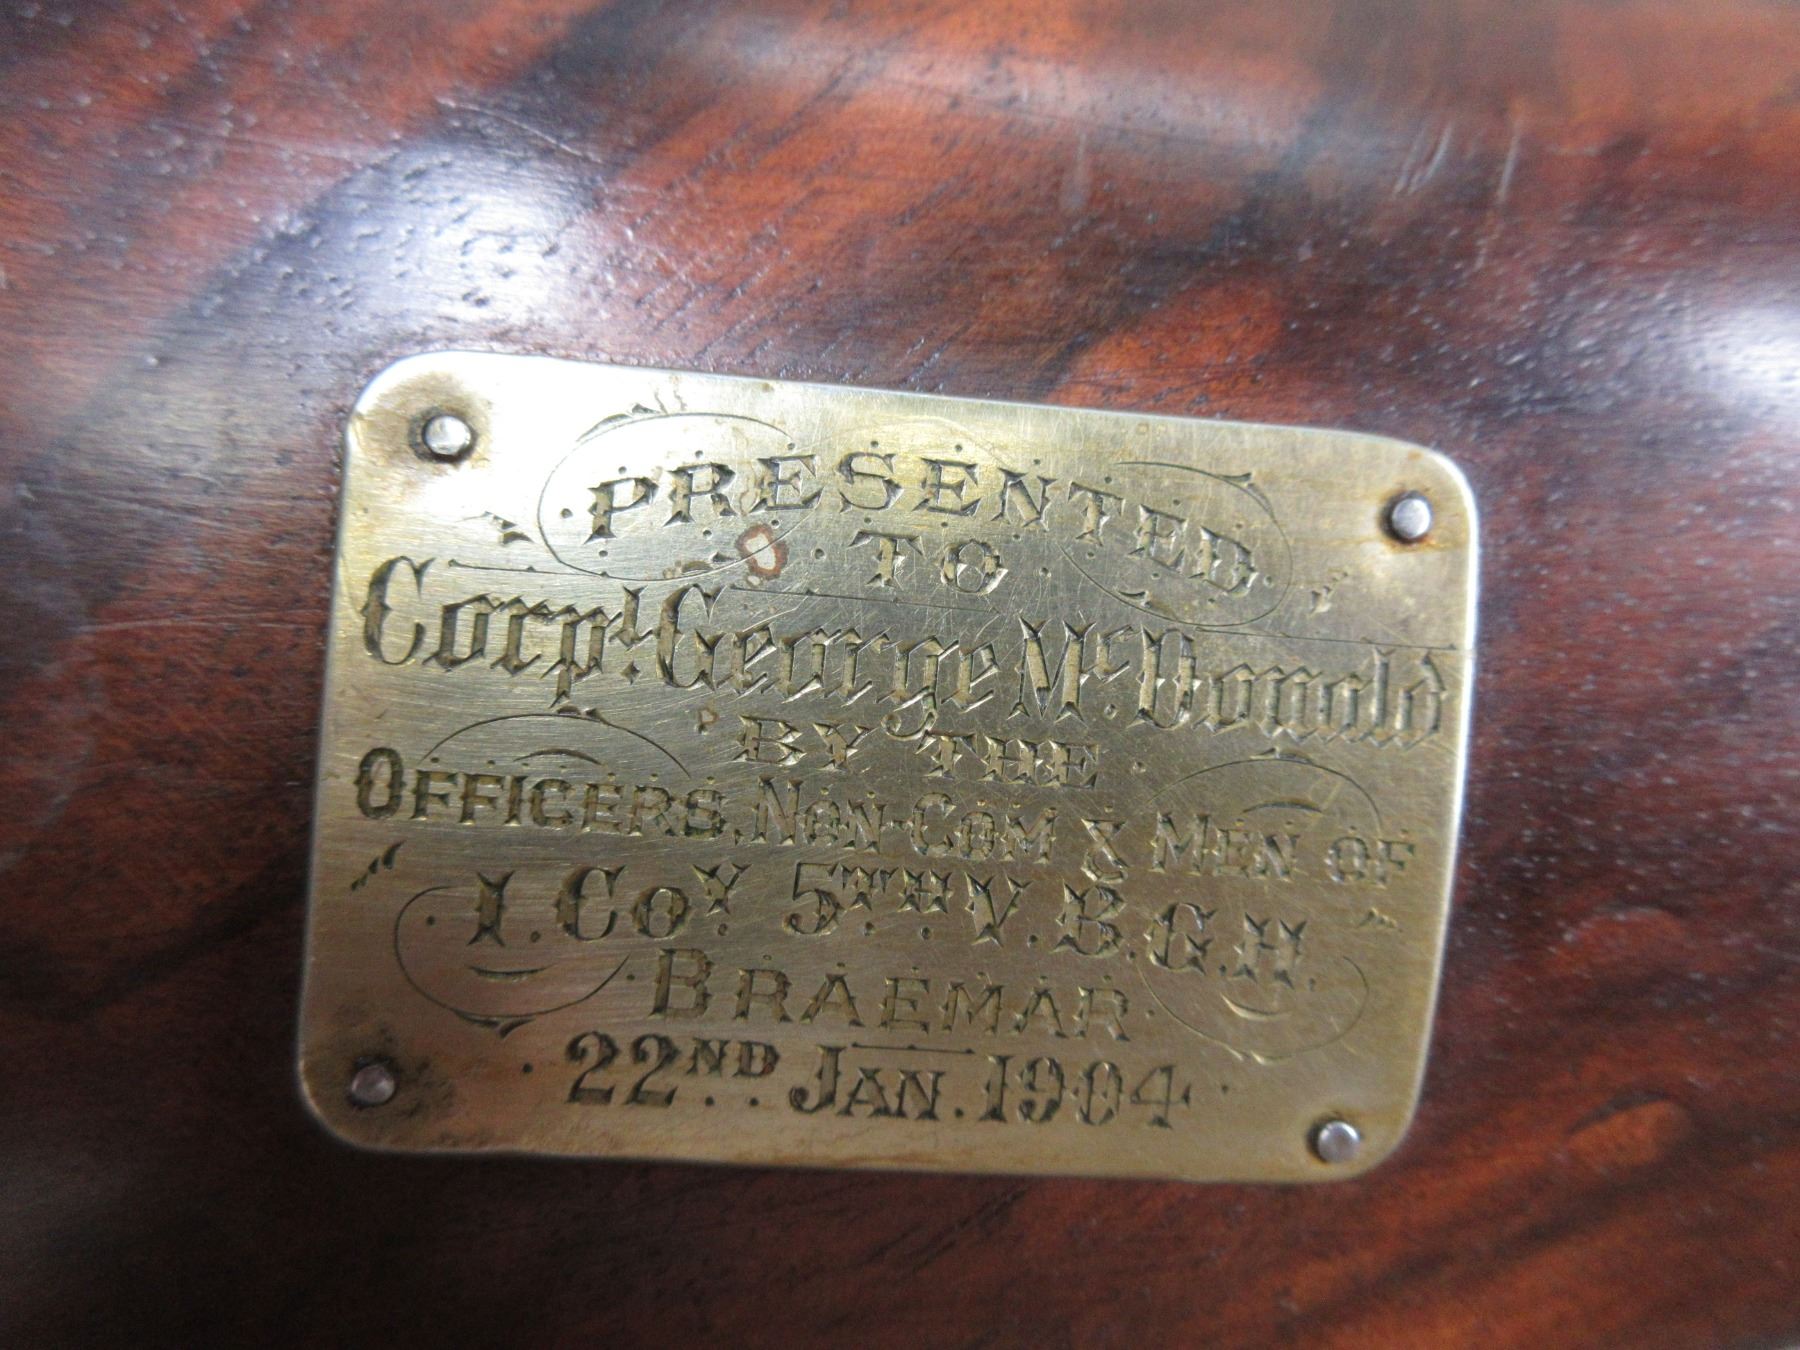 PRESENTED
TO
Corpl. George Mc.Donald
BY THE
OFFICERS, NON-COM & MEN OF
1. COY. 5TH. V. B. G. H.
BRAEMAR
22ND JAN. 1904